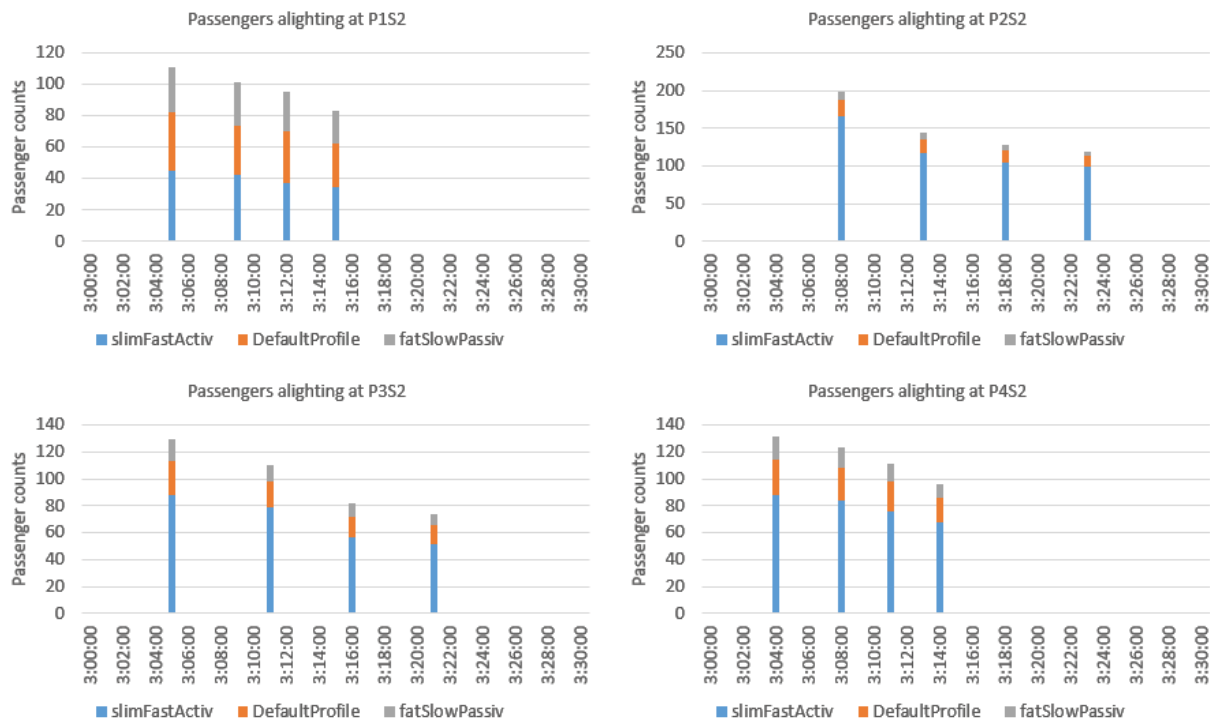 Passengers alighting at P1S2
Passenger counts
120
100
80
60
40
20
0
3:00:00 3:02:00 3:04:00 3:06:00 3:08:00 3:10:00 3:12:00 3:14:00 3:16:00 3:18:00 3:20:00 3:22:00 3:24:00 3:26:00 3:28:00 3:30:00
slimFastActiv DefaultProfile fatSlowPassiv
Passengers alighting at P2S2
Passenger counts
250
200
150
100
50
0
3:00:00 3:02:00 3:04:00 3:06:00 3:08:00 3:10:00 3:12:00 3:14:00 3:16:00 3:18:00 3:20:00 3:22:00 3:24:00 3:26:00 3:28:00 3:30:00
slimFastActiv DefaultProfile fatSlowPassiv
Passengers alighting at P3S2
Passenger counts
140
120
100
80
60
40
20
0
3:00:00 3:02:00 3:04:00 3:06:00 3:08:00 3:10:00 3:12:00 3:14:00 3:16:00 3:18:00 3:20:00 3:22:00 3:24:00 3:26:00 3:28:00 3:30:00
slimFastActiv DefaultProfile fatSlowPassiv
Passengers alighting at P4S2
Passenger counts
140
120
100
80
60
40
20
0
3:00:00 3:02:00 3:04:00 3:06:00 3:08:00 3:10:00 3:12:00 3:14:00 3:16:00 3:18:00 3:20:00 3:22:00 3:24:00 3:26:00 3:28:00 3:30:00
slimFastActiv DefaultProfile fatSlowPassiv